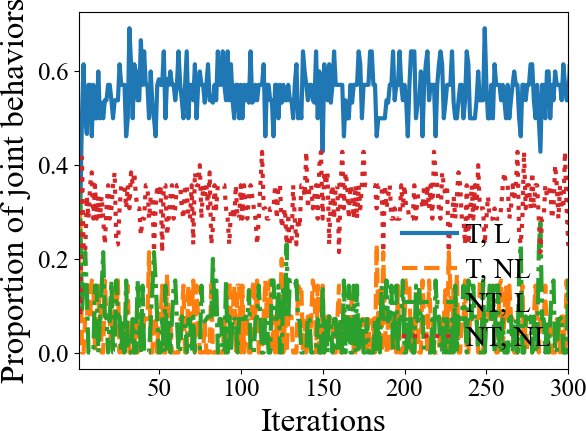 Proportion of joint behaviors
0.6
0.4
0.2
0.0
T, L
T, NL
NT, L
NT, NL
50
100
150
200
250
300
Iterations